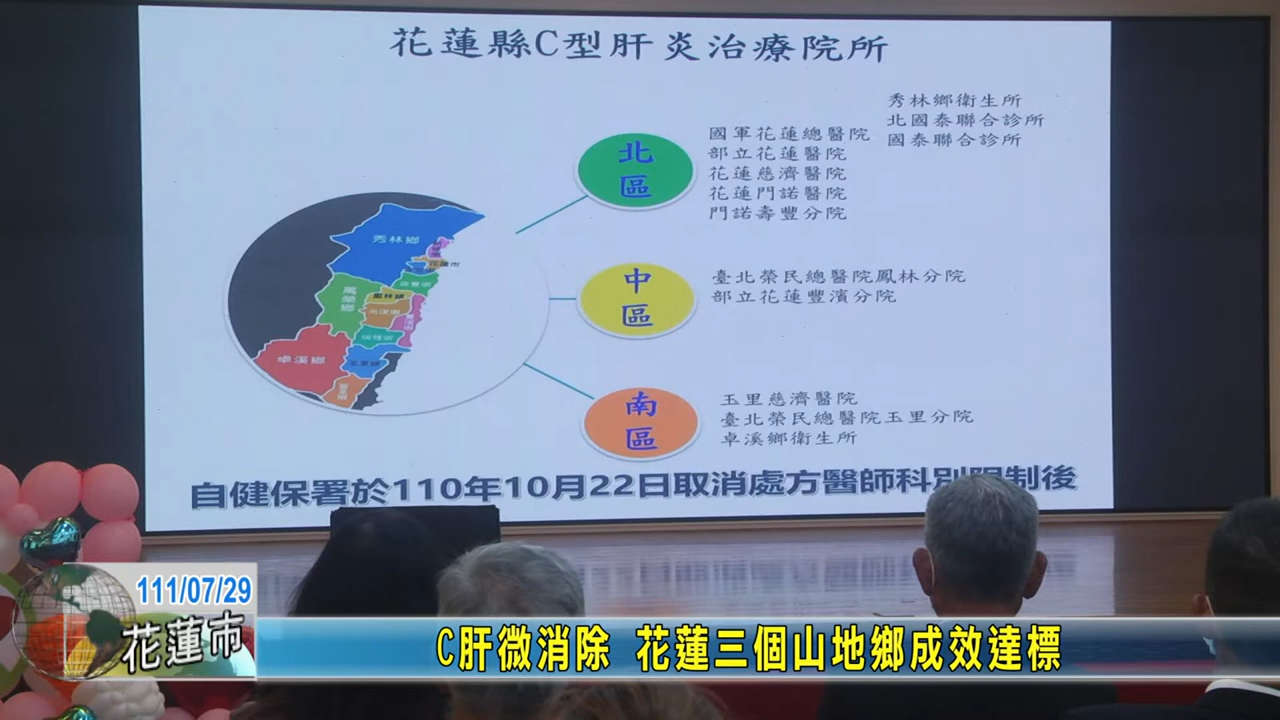 花蓮縣C型肝炎治療院所
秀林鄉衛生所
北國泰聯合診所
國泰聯合診所
北區
國軍花蓮總醫院
部立花蓮醫院
花蓮慈濟醫院
花蓮門諾醫院
門諾壽豐分院
中區
臺北榮民總醫院鳳林分院
部立花蓮豐濱分院
南區
玉里慈濟醫院
臺北榮民總醫院玉里分院
卓溪鄉衛生所
秀林鄉
花蓮市
萬榮鄉
鳳林鎮
卓溪鄉
自健保署於110年10月22日取消處方醫師科別限制後
111/07/29
花蓮市
C肝微消除 花蓮三個山地鄉成效達標